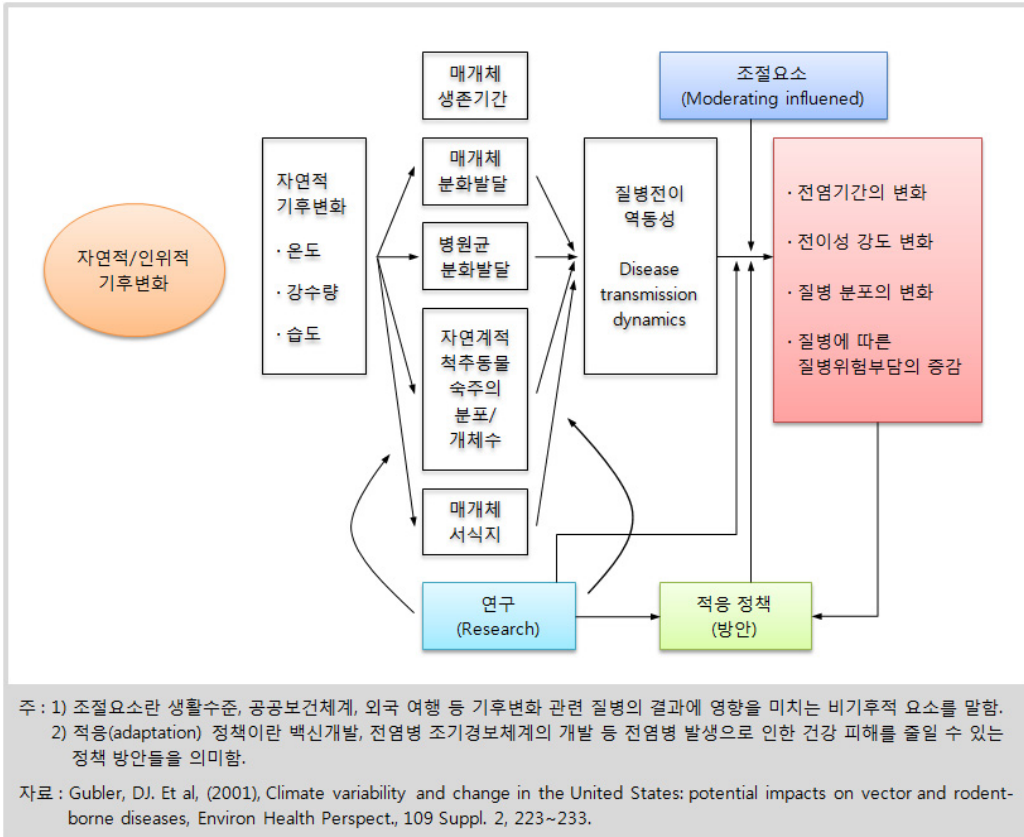 자연적/인위적
기후변화
자연적
기후변화
· 온도
· 강수량
· 습도
매개체
생존기간
매개체
분화발달
병원균
분화발달
자연계적
척추동물
숙주의
분포/
개체수
매개체
서식지
질병전이
역동성
Disease
transmission
dynamics
조절요소
(Moderating influened)
· 전염기간의 변화
· 전이성 강도 변화
· 질병 분포의 변화
· 질병에 따른
질병위험부담의 증감
연구
(Research)
적응 정책
(방안)
주 : 1) 조절요소란 생활수준, 공공보건체계, 외국 여행 등 기후변화 관련 질병의 결과에 영향을 미치는 비기후적 요소를 말함.
2) 적응(adaptation) 정책이란 백신개발, 전염병 조기경보체계의 개발 등 전염병 발생으로 인한 건강 피해를 줄일 수 있는
정책 방안들을 의미함.
자료 : Gubler, DJ. Et al, (2001), Climate variability and change in the United States: potential impacts on vector and rodent-
borne diseases, Environ Health Perspect., 109 Suppl. 2, 223~233.